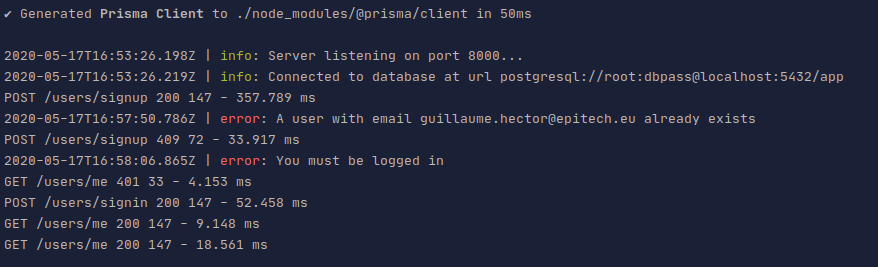 ✔ Generated Prisma Client to ./node_modules/@prisma/client in 50ms
2020-05-17T16:53:26.198Z | info: Server listening on port 8000...
2020-05-17T16:53:26.219Z | info: Connected to database at url postgresql://root:dbpass@localhost:5432/app
POST /users/signup 200 147 - 357.789 ms
2020-05-17T16:57:50.786Z | error: A user with email guillaume.hector@epitech.eu already exists
POST /users/signup 409 72 - 33.917 ms
2020-05-17T16:58:06.865Z | error: You must be logged in
GET /users/me 401 33 - 4.153 ms
POST /users/signin 200 147 - 52.458 ms
GET /users/me 200 147 - 9.148 ms
GET /users/me 200 147 - 18.561 ms